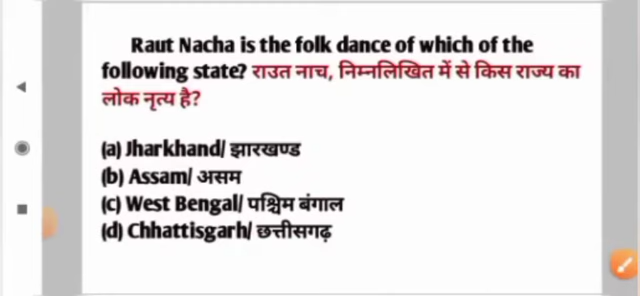 Raut Nacha is the folk dance of which of the
following state? राउत नाच, निम्नलिखित में से किस राज्य का
लोक नृत्य है?
(a) Jharkhand/ झारखण्ड
(b) Assam/ असम
(c) West Bengal/ पश्चिम बंगाल
(d) Chhattisgarh/ छत्तीसगढ़